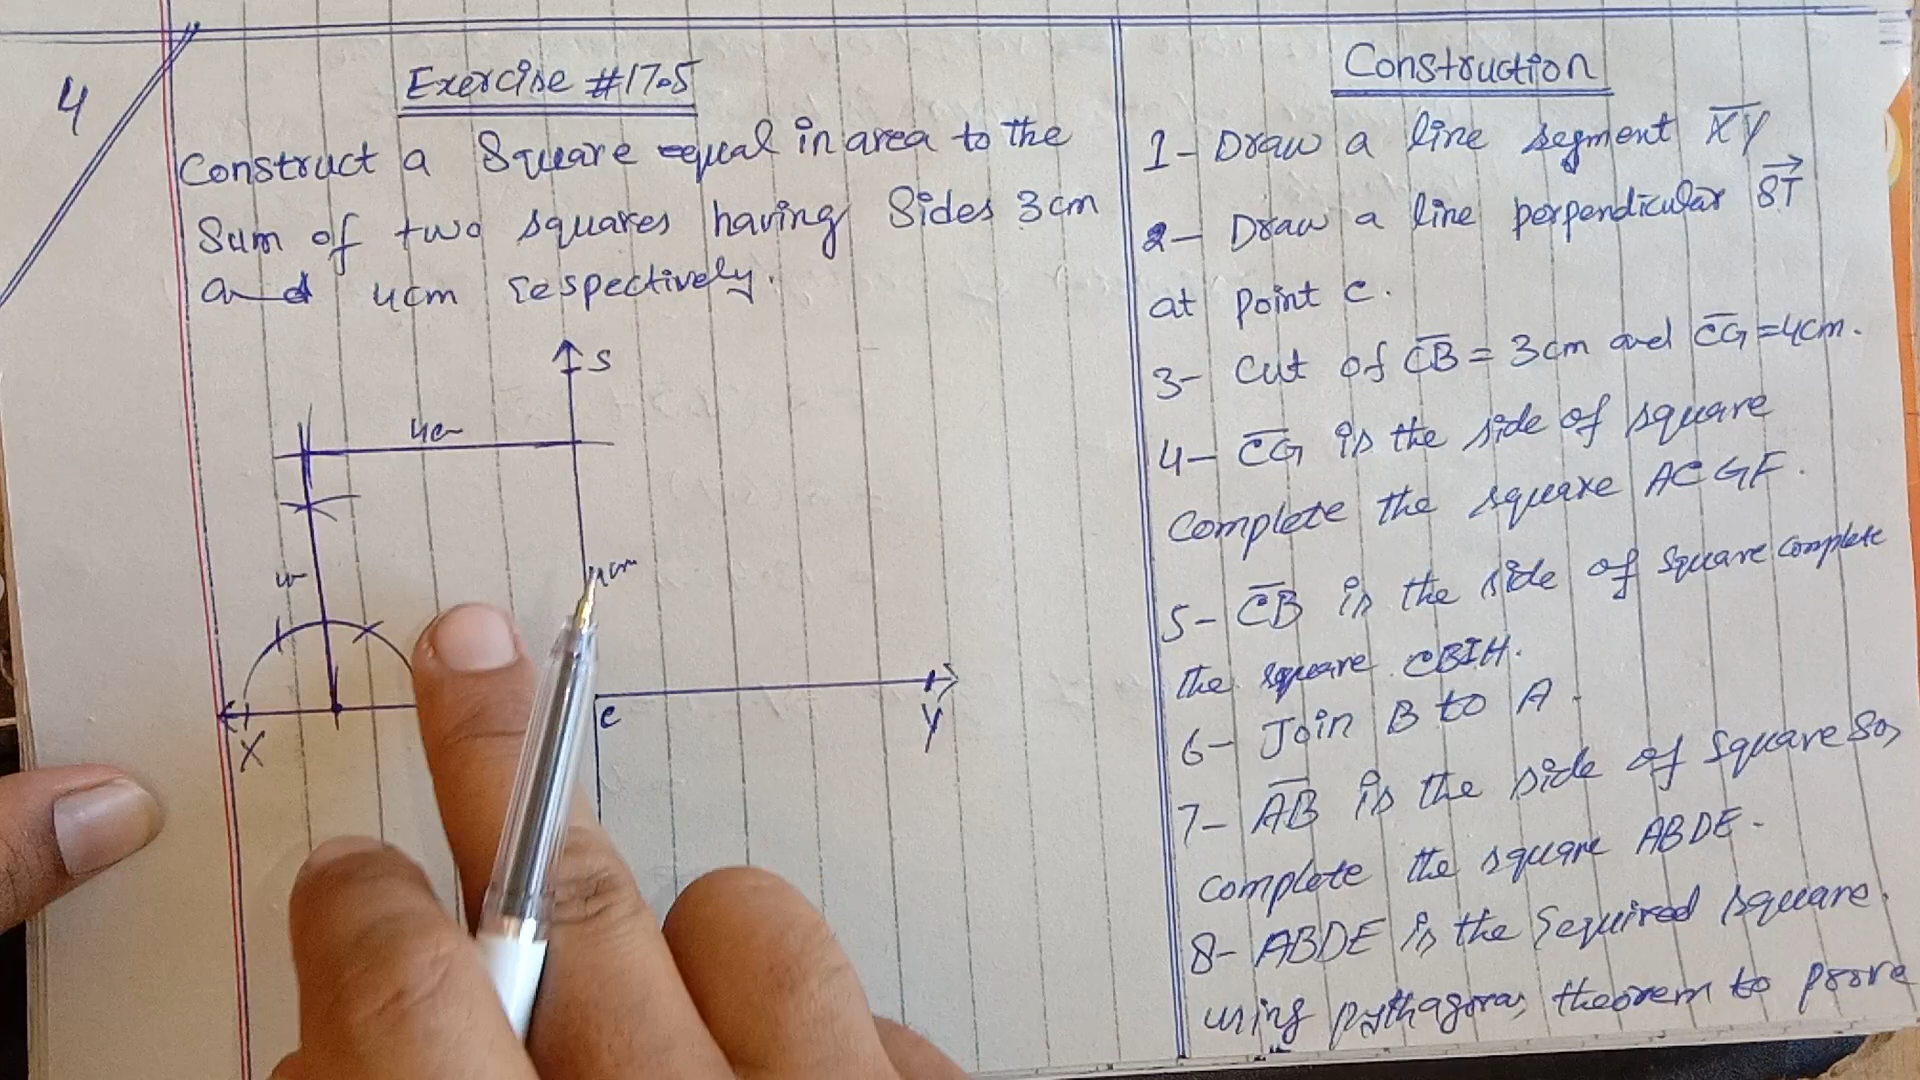 4
Exercise #17.5
Construct a Square equal in area to the
Sum of two squares having Sides 3cm
and 4cm respectively.
S
4cm
4cm
X
C
Y
Construction
1- Draw a line segment XY
2- Draw a line perpendicular ST
at point C.
3- Cut of CB = 3cm and CG = 4cm.
4- CG is the side of square
Complete the square ACGF.
5- CB is the side of square complete
the square CBIH.
6- Join B to A.
7- AB is the side of square so,
complete the square ABDE.
8- ABDE is the required square.
using pythagoras, theorem to prove